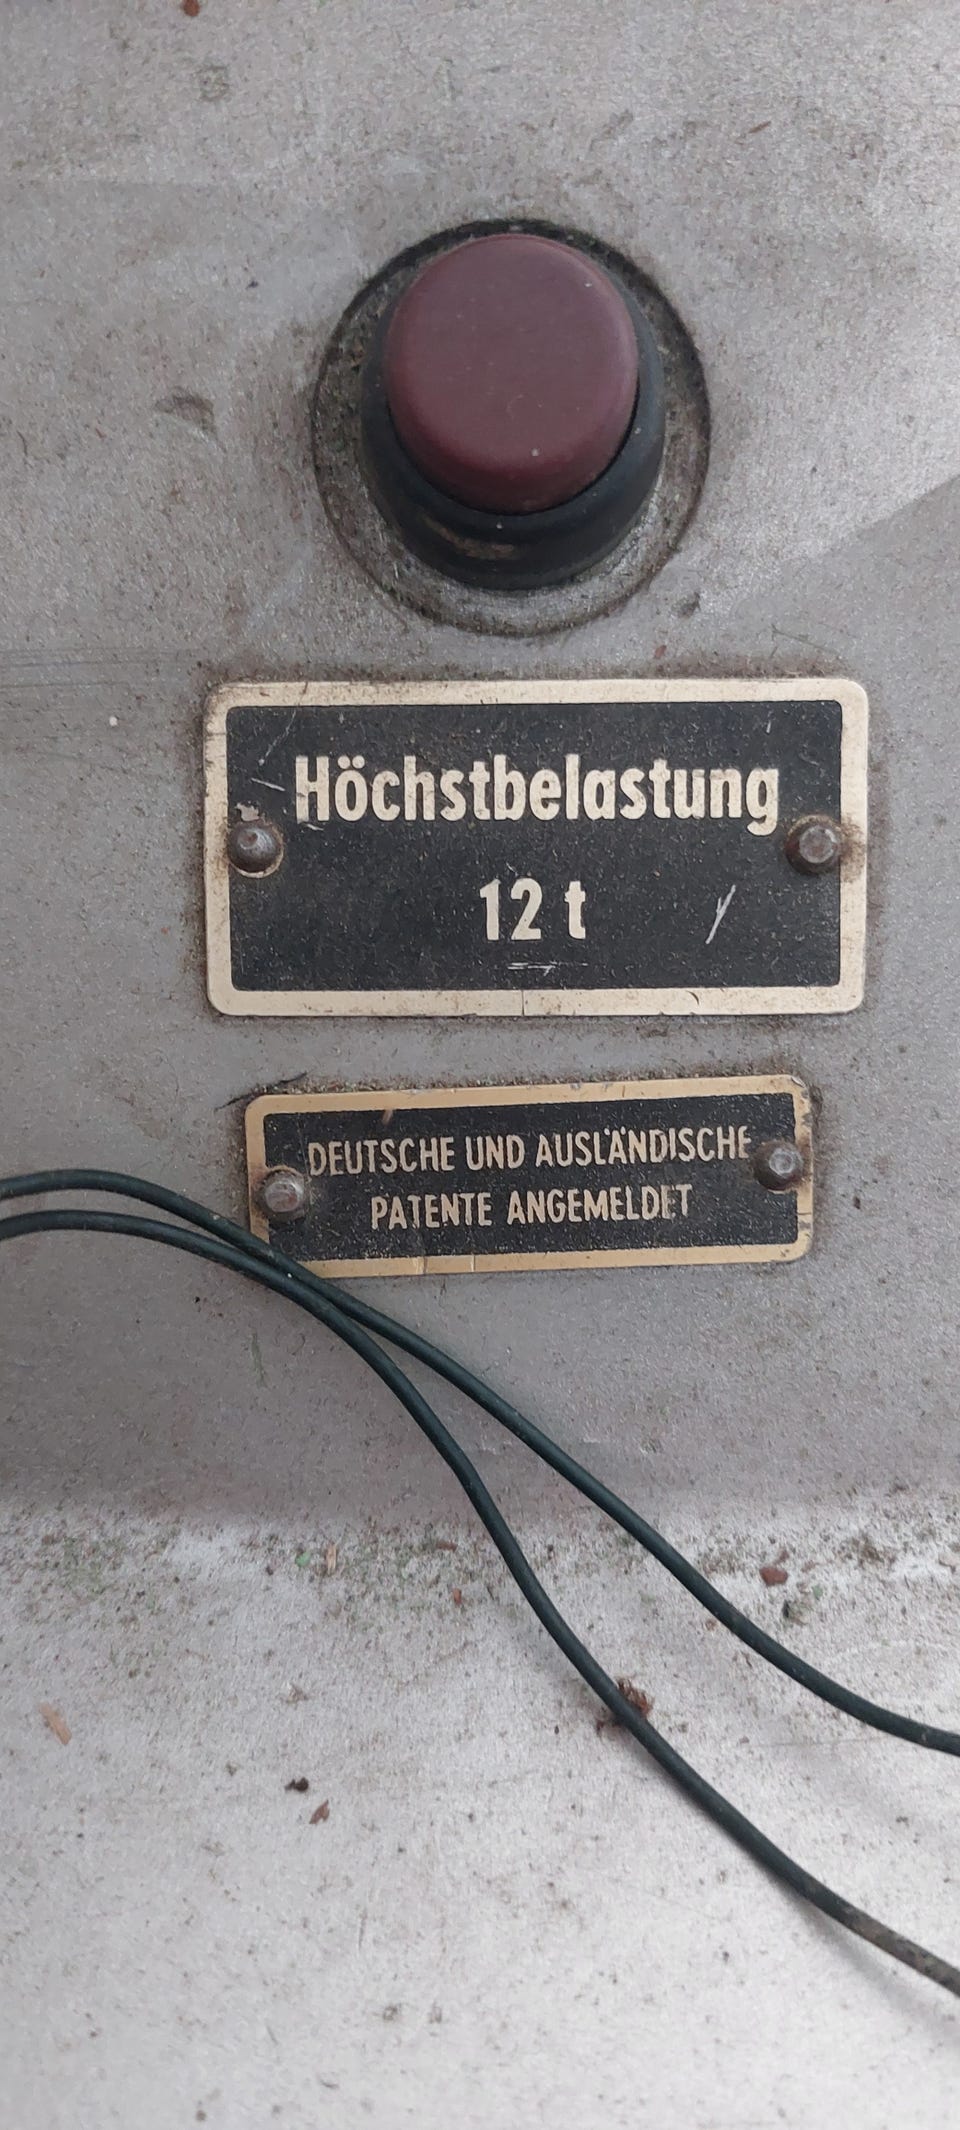 Höchstbelastung
12 t
DEUTSCHE UND AUSLÄNDISCHE
PATENTE ANGEMELDET